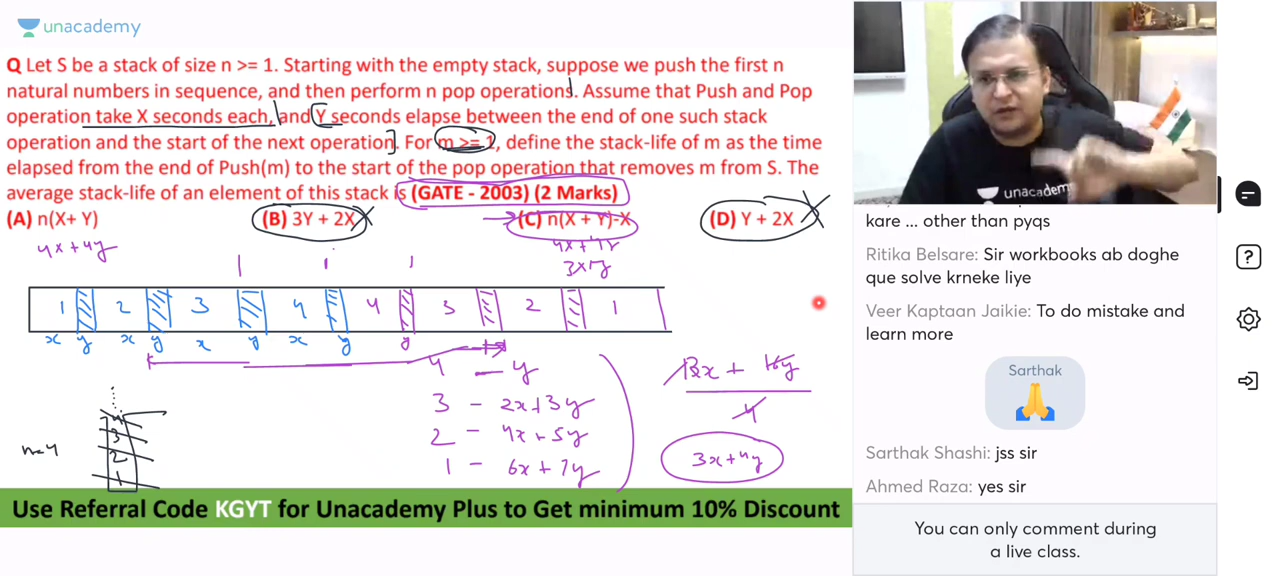 unacademy
Q Let S be a stack of size n >= 1. Starting with the empty stack, suppose we push the first n
natural numbers in sequence, and then perform n pop operations. Assume that Push and Pop
operation take X seconds each, and Y seconds elapse between the end of one such stack
operation and the start of the next operation. For m >= 1, define the stack-life of m as the time
elapsed from the end of Push(m) to the start of the pop operation that removes m from S. The
average stack-life of an element of this stack is (GATE - 2003) (2 Marks)
(A) n(X+ Y) (B) 3Y + 2X (C) n(X + Y)-X (D) Y + 2X
4x+4y 4x+4y
3x
1 2 3 4 4 3 2 1
x y x y x y x y y
4 - y
3 - 2x+3y
2 - 4x+5y
1 - 6x+7y
n=4
4
3
2
1
4
3x+4y
Use Referral Code KGYT for Unacademy Plus to Get minimum 10% Discount
unacademy
kare ... other than pyqs
Ritika Belsare: Sir workbooks ab doghe
que solve krneke liye
Veer Kaptaan Jaikie: To do mistake and
learn more
Sarthak
Sarthak Shashi: jss sir
Ahmed Raza: yes sir
You can only comment during
a live class.